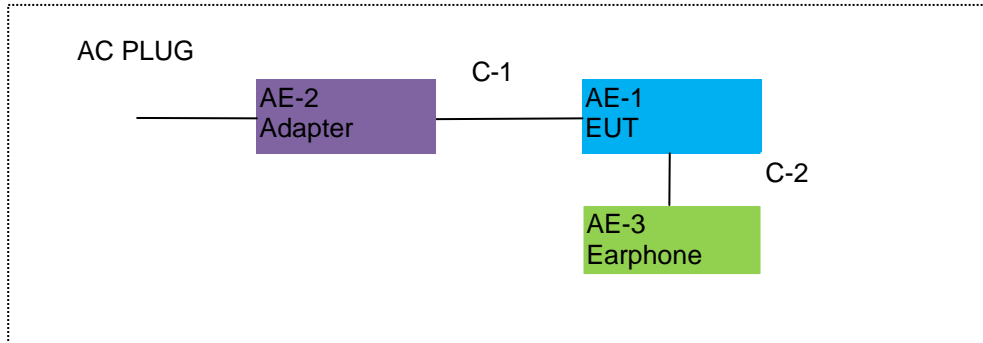 AC PLUG
C-1
AE-2
Adapter
AE-1
EUT
C-2
AE-3
Earphone